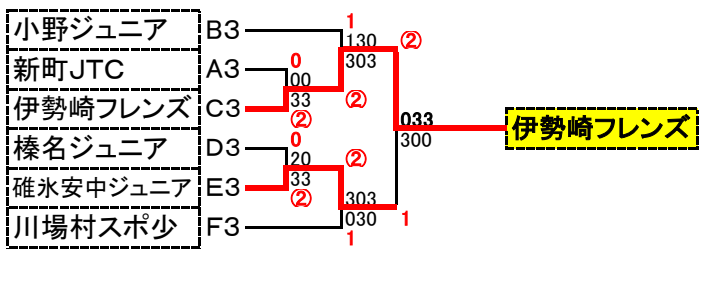 小野ジュニア B3 1
130 ②
新町JTC A3 0 303
00
伊勢崎フレンズ C3 33 ②
②
033 伊勢崎フレンズ
榛名ジュニア D3 0 300
20 ②
碓氷安中ジュニア E3 33
② 303
川場村スポ少 F3 030 1
1